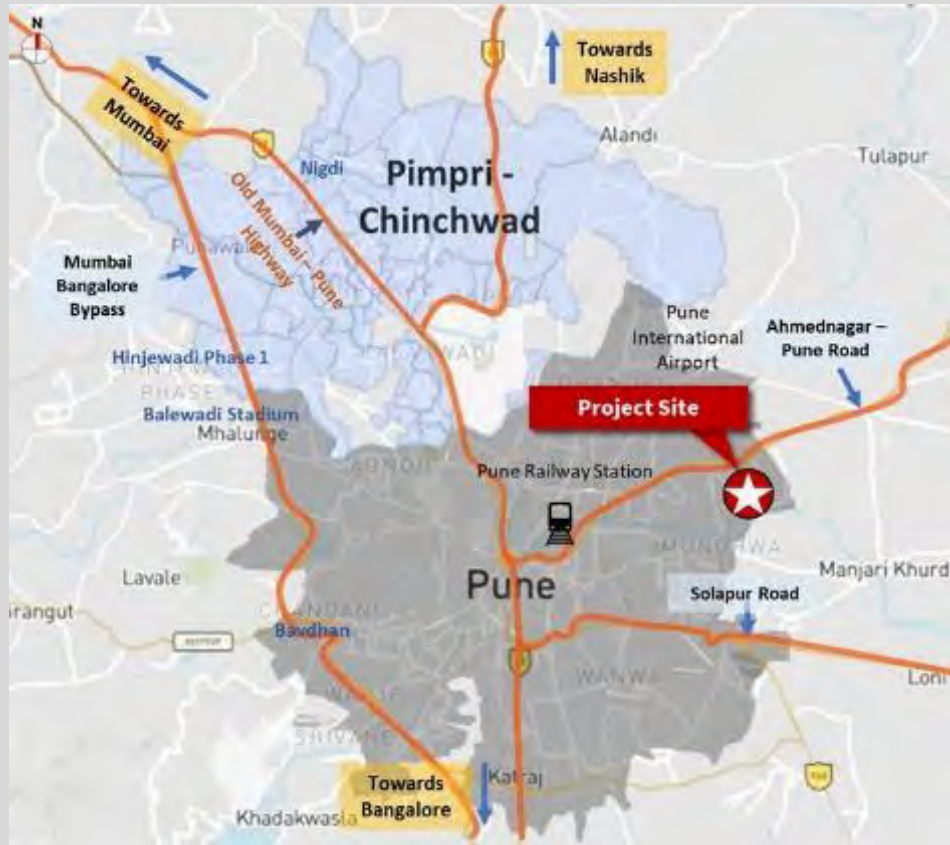 N
Towards
Nashik
Towards
Mumbai
Alandi
Tulapur
Nigdi
Pimpri -
Chinchwad
Old Mumbai – Pune
Highway
Mumbai
Bangalore
Bypass
Pune
International
Airport
Ahmednagar –
Pune Road
Hinjewadi Phase 1
PHASE
Balewadi Stadium
Mhalunge
Project Site
Pune Railway Station
Pune
Lavale
Manjari Khurd
Solapur Road
Bavdhan
Loni
Towards
Bangalore
Katraj
Khadakwasla